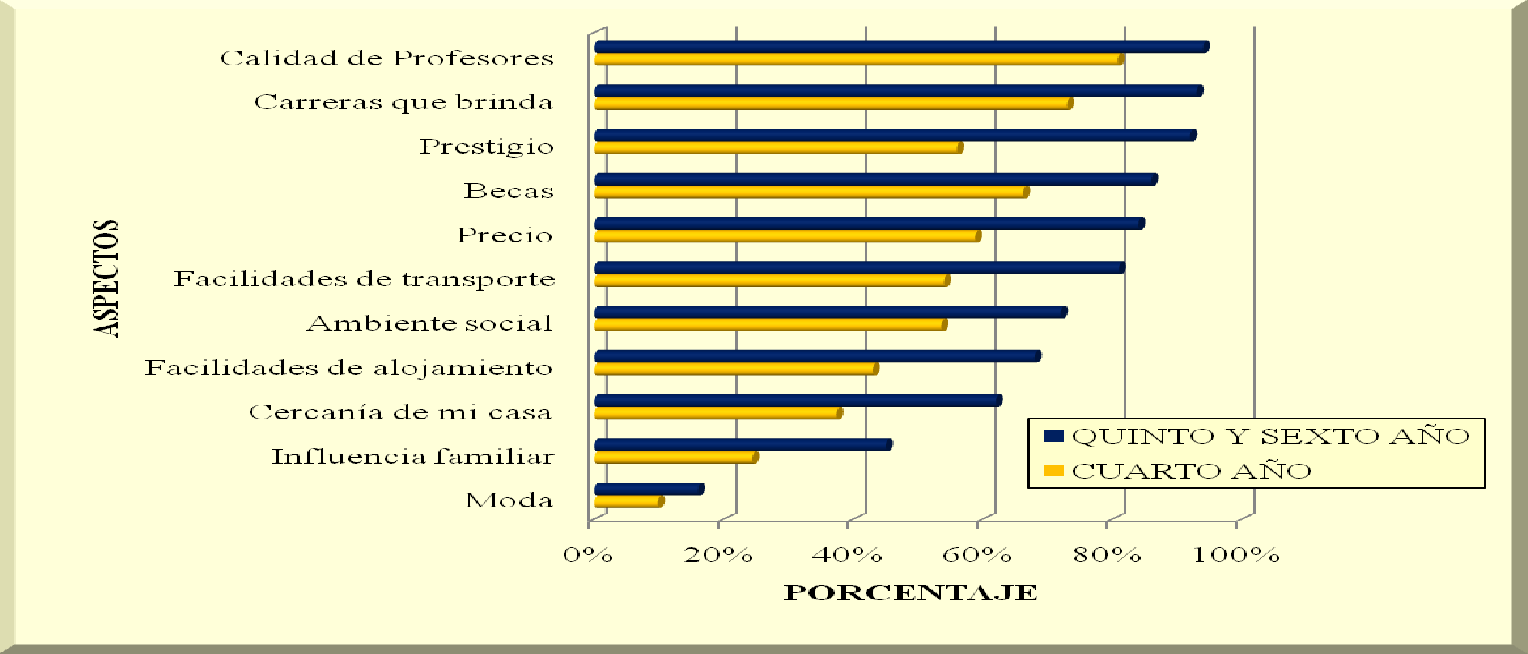 Calidad de Profesores
Carreras que brinda
Prestigio
Becas
Precio
Facilidades de transporte
Ambiente social
Facilidades de alojamiento
Cercanía de mi casa
Influencia familiar
Moda
ASPECTOS
QUINTO Y SEXTO AÑO
CUARTO AÑO
0% 20% 40% 60% 80% 100%
PORCENTAJE